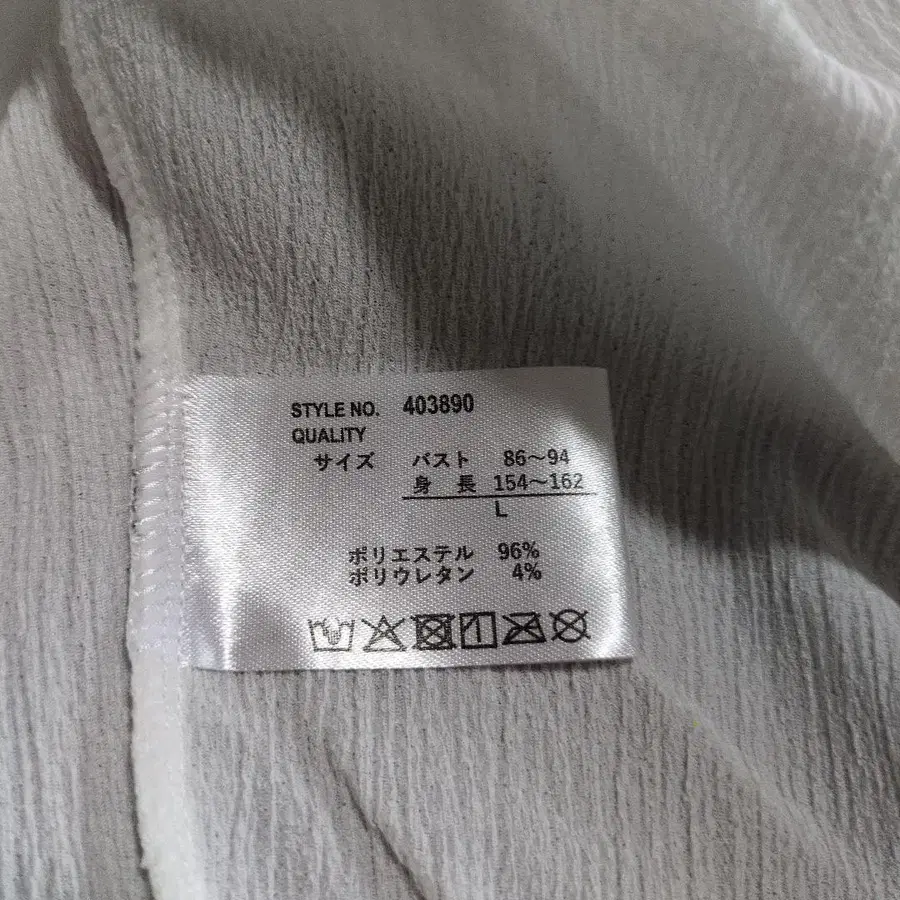 STYLE NO. 403890
QUALITY
サイズ バスト 86～94
身長 154～162
L
ポリエステル 96%
ポリウレタン 4%